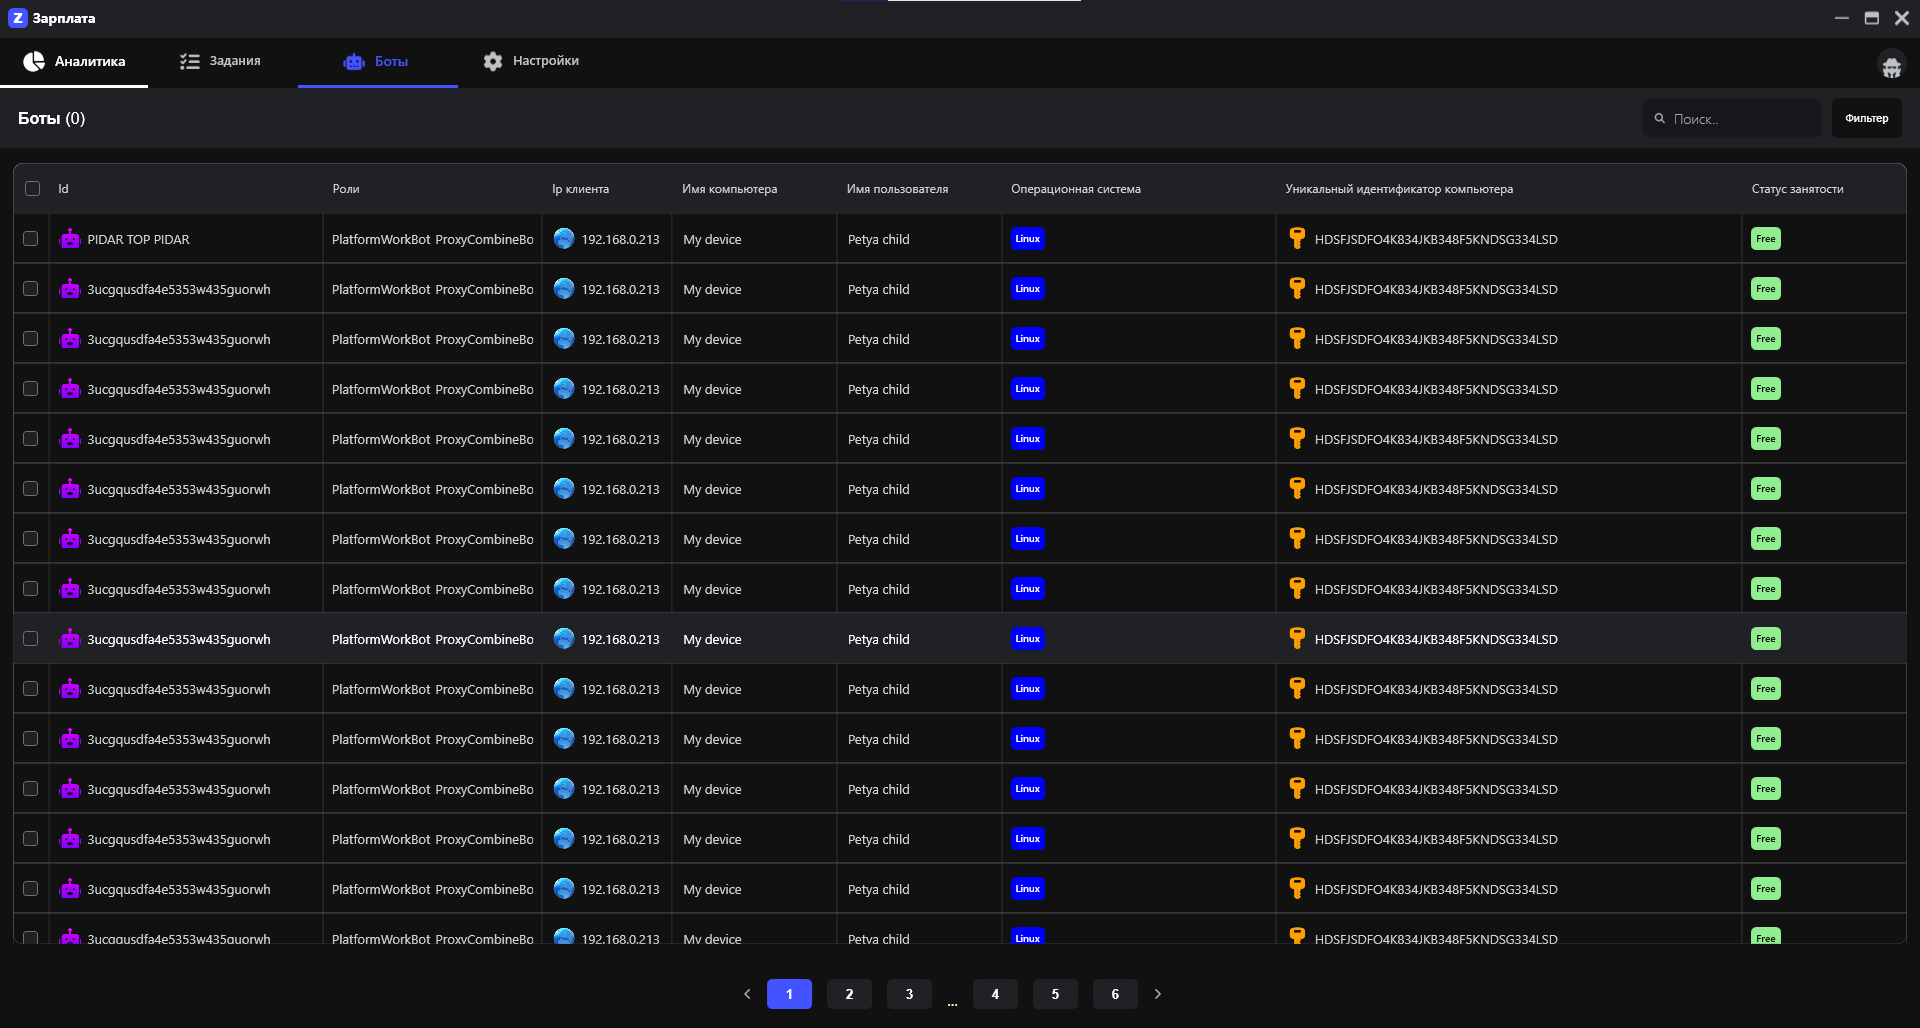 Z Зарплата
Аналитика Задания Боты Настройки
Боты (0) Поиск.. Фильтер
Id Роли Ip клиента Имя компьютера Имя пользователя Операционная система Уникальный идентификатор компьютера Статус занятости
PIDAR TOP PIDAR PlatformWorkBot ProxyCombineBo 192.168.0.213 My device Petya child Linux HDSFJSDFO4K834JKB348F5KNDSG334LSD Free
3ucgqusdfa4e5353w435guorwh PlatformWorkBot ProxyCombineBo 192.168.0.213 My device Petya child Linux HDSFJSDFO4K834JKB348F5KNDSG334LSD Free
3ucgqusdfa4e5353w435guorwh PlatformWorkBot ProxyCombineBo 192.168.0.213 My device Petya child Linux HDSFJSDFO4K834JKB348F5KNDSG334LSD Free
3ucgqusdfa4e5353w435guorwh PlatformWorkBot ProxyCombineBo 192.168.0.213 My device Petya child Linux HDSFJSDFO4K834JKB348F5KNDSG334LSD Free
3ucgqusdfa4e5353w435guorwh PlatformWorkBot ProxyCombineBo 192.168.0.213 My device Petya child Linux HDSFJSDFO4K834JKB348F5KNDSG334LSD Free
3ucgqusdfa4e5353w435guorwh PlatformWorkBot ProxyCombineBo 192.168.0.213 My device Petya child Linux HDSFJSDFO4K834JKB348F5KNDSG334LSD Free
3ucgqusdfa4e5353w435guorwh PlatformWorkBot ProxyCombineBo 192.168.0.213 My device Petya child Linux HDSFJSDFO4K834JKB348F5KNDSG334LSD Free
3ucgqusdfa4e5353w435guorwh PlatformWorkBot ProxyCombineBo 192.168.0.213 My device Petya child Linux HDSFJSDFO4K834JKB348F5KNDSG334LSD Free
3ucgqusdfa4e5353w435guorwh PlatformWorkBot ProxyCombineBo 192.168.0.213 My device Petya child Linux HDSFJSDFO4K834JKB348F5KNDSG334LSD Free
3ucgqusdfa4e5353w435guorwh PlatformWorkBot ProxyCombineBo 192.168.0.213 My device Petya child Linux HDSFJSDFO4K834JKB348F5KNDSG334LSD Free
3ucgqusdfa4e5353w435guorwh PlatformWorkBot ProxyCombineBo 192.168.0.213 My device Petya child Linux HDSFJSDFO4K834JKB348F5KNDSG334LSD Free
3ucgqusdfa4e5353w435guorwh PlatformWorkBot ProxyCombineBo 192.168.0.213 My device Petya child Linux HDSFJSDFO4K834JKB348F5KNDSG334LSD Free
3ucgqusdfa4e5353w435guorwh PlatformWorkBot ProxyCombineBo 192.168.0.213 My device Petya child Linux HDSFJSDFO4K834JKB348F5KNDSG334LSD Free
3ucgqusdfa4e5353w435guorwh PlatformWorkBot ProxyCombineBo 192.168.0.213 My device Petya child Linux HDSFJSDFO4K834JKB348F5KNDSG334LSD Free
3ucgqusdfa4e5353w435guorwh PlatformWorkBot ProxyCombineBo 192.168.0.213 My device Petya child Linux HDSFJSDFO4K834JKB348F5KNDSG334LSD Free
1 2 3 ... 4 5 6